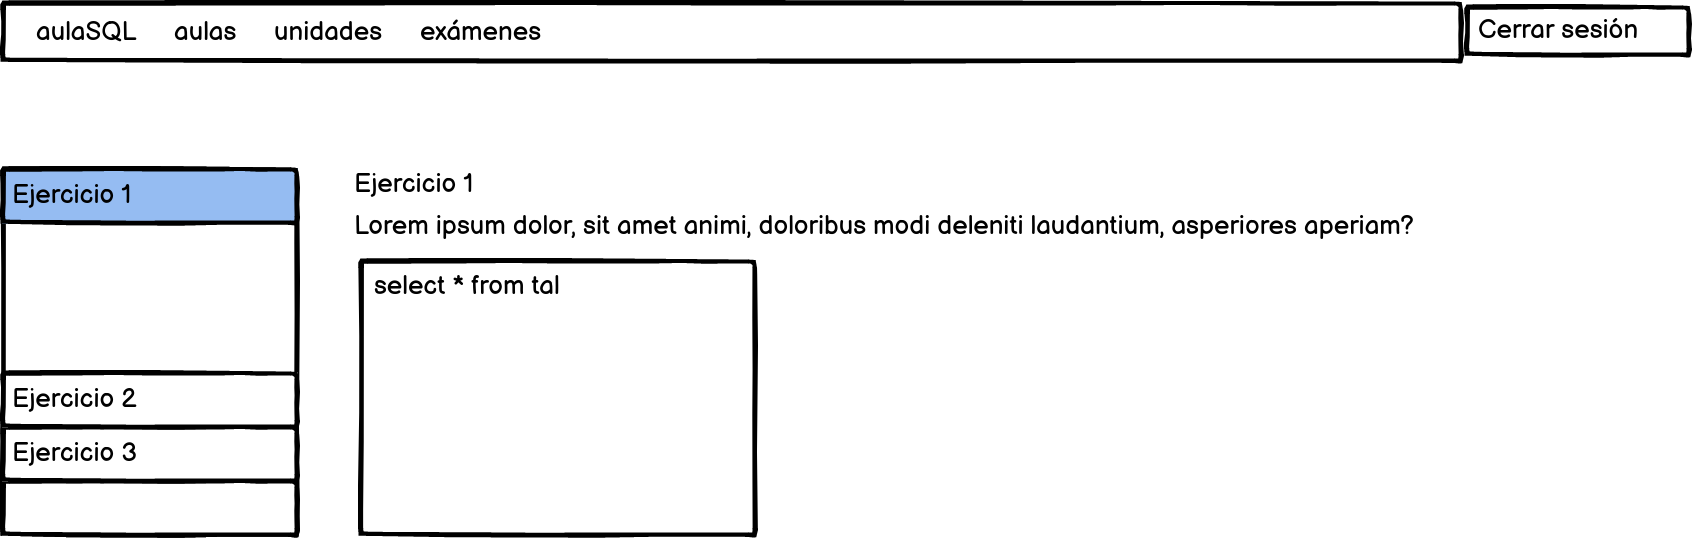 aulaSQL aulas unidades exámenes Cerrar sesión
Ejercicio 1
Ejercicio 2
Ejercicio 3
Ejercicio 1
Lorem ipsum dolor, sit amet animi, doloribus modi deleniti laudantium, asperiores aperiam?
select * from tal